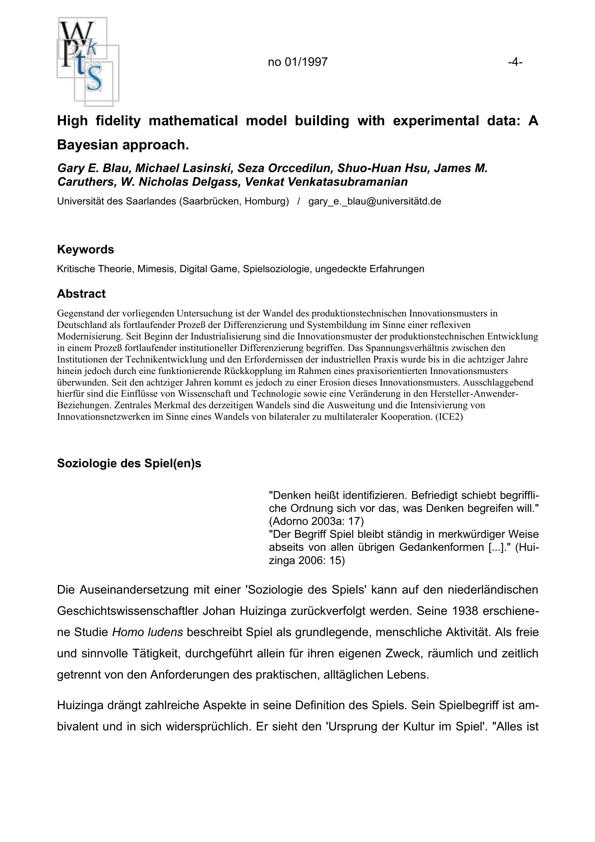 W
P k
t s
no 01/1997 -4-
High fidelity mathematical model building with experimental data: A
Bayesian approach.
Gary E. Blau, Michael Lasinski, Seza Orccedilun, Shuo-Huan Hsu, James M.
Caruthers, W. Nicholas Delgass, Venkat Venkatasubramanian
Universität des Saarlandes (Saarbrücken, Homburg) / gary_e._blau@universitätd.de
Keywords
Kritische Theorie, Mimesis, Digital Game, Spielsoziologie, ungedeckte Erfahrungen
Abstract
Gegenstand der vorliegenden Untersuchung ist der Wandel des produktionstechnischen Innovationsmusters in
Deutschland als fortlaufender Prozeß der Differenzierung und Systembildung im Sinne einer reflexiven
Modernisierung. Seit Beginn der Industrialisierung sind die Innovationsmuster der produktionstechnischen Entwicklung
in einem Prozeß fortlaufender institutioneller Differenzierung begriffen. Das Spannungsverhältnis zwischen den
Institutionen der Technikentwicklung und den Erfordernissen der industriellen Praxis wurde bis in die achtziger Jahre
hinein jedoch durch eine funktionierende Rückkopplung im Rahmen eines praxisorientierten Innovationsmusters
überwunden. Seit den achtziger Jahren kommt es jedoch zu einer Erosion dieses Innovationsmusters. Ausschlaggebend
hierfür sind die Einflüsse von Wissenschaft und Technologie sowie eine Veränderung in den Hersteller-Anwender-
Beziehungen. Zentrales Merkmal des derzeitigen Wandels sind die Ausweitung und die Intensivierung von
Innovationsnetzwerken im Sinne eines Wandels von bilateraler zu multilateraler Kooperation. (ICE2)
Soziologie des Spiel(en)s
"Denken heißt identifizieren. Befriedigt schiebt begriffli-
che Ordnung sich vor das, was Denken begreifen will."
(Adorno 2003a: 17)
"Der Begriff Spiel bleibt ständig in merkwürdiger Weise
abseits von allen übrigen Gedankenformen [...]." (Hui-
zinga 2006: 15)
Die Auseinandersetzung mit einer 'Soziologie des Spiels' kann auf den niederländischen
Geschichtswissenschaftler Johan Huizinga zurückverfolgt werden. Seine 1938 erschiene-
ne Studie Homo ludens beschreibt Spiel als grundlegende, menschliche Aktivität. Als freie
und sinnvolle Tätigkeit, durchgeführt allein für ihren eigenen Zweck, räumlich und zeitlich
getrennt von den Anforderungen des praktischen, alltäglichen Lebens.
Huizinga drängt zahlreiche Aspekte in seine Definition des Spiels. Sein Spielbegriff ist am-
bivalent und in sich widersprüchlich. Er sieht den 'Ursprung der Kultur im Spiel'. "Alles ist